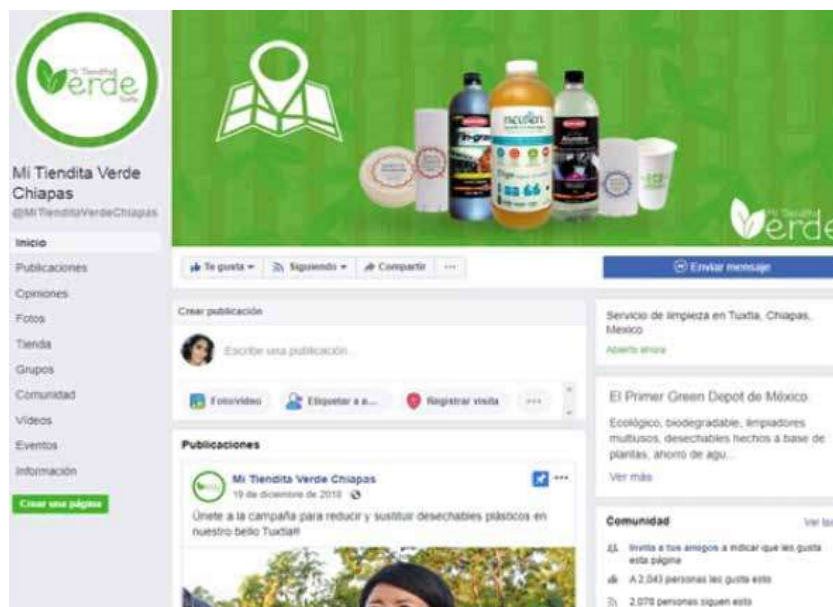 Mi Tiendita
Verde
Tuxtla
Mi Tiendita Verde
Chiapas
@MiTienditaVerdeChiapas
Inicio
Publicaciones
Opiniones
Fotos
Tienda
Grupos
Comunidad
Vídeos
Eventos
Información
Crear una página
Mi Tiendita
Verde
Te gusta
Siguiendo
Compartir
Enviar mensaje
Crear publicación
Escribe una publicación...
Foto/vídeo
Etiquetar a a...
Registrar visita
Publicaciones
Mi Tiendita Verde Chiapas
19 de diciembre de 2018
Únete a la campaña para reducir y sustituir desechables plásticos en
nuestro bello Tuxtla!!!
Servicio de limpieza en Tuxtla, Chiapas,
Mexico
Abierto ahora
El Primer Green Depot de México
Ecológico, biodegradable, limpiadores
multiusos, desechables hechos a base de
plantas, ahorro de agu...
Ver más
Comunidad
Invita a tus amigos a indicar que les gusta
esta página
A 2,043 personas les gusta esto
2,078 personas siguen esto